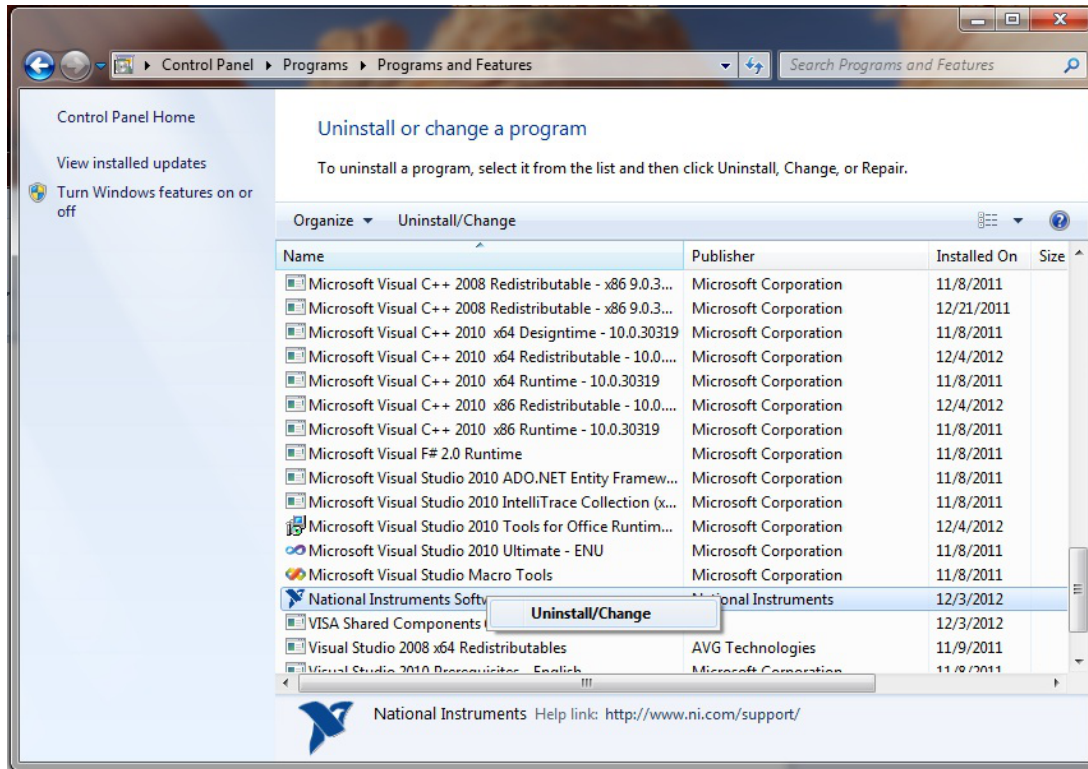 Control Panel Programs Programs and Features Search Programs and Features
Control Panel Home
View installed updates
Turn Windows features on or
off
Uninstall or change a program
To uninstall a program, select it from the list and then click Uninstall, Change, or Repair.
Organize Uninstall/Change
Name Publisher Installed On Size
Microsoft Visual C++ 2008 Redistributable - x86 9.0.3... Microsoft Corporation 11/8/2011
Microsoft Visual C++ 2008 Redistributable - x86 9.0.3... Microsoft Corporation 12/21/2011
Microsoft Visual C++ 2010 x64 Designtime - 10.0.30319 Microsoft Corporation 11/8/2011
Microsoft Visual C++ 2010 x64 Redistributable - 10.0.... Microsoft Corporation 12/4/2012
Microsoft Visual C++ 2010 x64 Runtime - 10.0.30319 Microsoft Corporation 11/8/2011
Microsoft Visual C++ 2010 x86 Redistributable - 10.0.... Microsoft Corporation 12/4/2012
Microsoft Visual C++ 2010 x86 Runtime - 10.0.30319 Microsoft Corporation 11/8/2011
Microsoft Visual F# 2.0 Runtime Microsoft Corporation 11/8/2011
Microsoft Visual Studio 2010 ADO.NET Entity Framew... Microsoft Corporation 11/8/2011
Microsoft Visual Studio 2010 IntelliTrace Collection (x... Microsoft Corporation 11/8/2011
Microsoft Visual Studio 2010 Tools for Office Runtim... Microsoft Corporation 12/4/2012
Microsoft Visual Studio 2010 Ultimate - ENU Microsoft Corporation 11/8/2011
Microsoft Visual Studio Macro Tools Microsoft Corporation 11/8/2011
National Instruments Instruments 12/3/2012
Uninstall/Change
VISA Shared Components 12/3/2012
Visual Studio 2008 x64 Redistributables AVG Technologies 11/9/2011
Visual Studio 2010 Prerequisites - English Microsoft Corporation 11/8/2011
National Instruments Help link: http://www.ni.com/support/